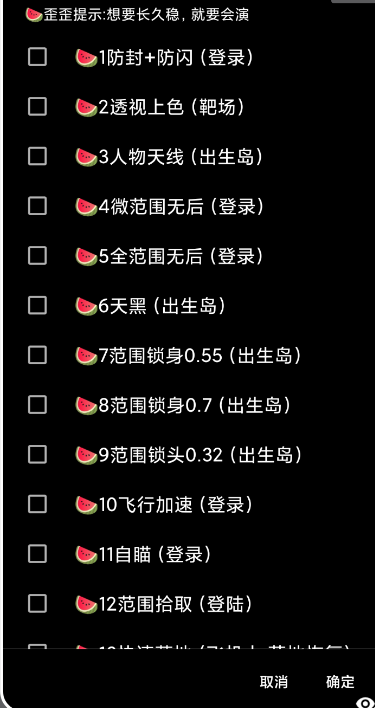 🍉歪歪提示:想要长久稳, 就要会演
🍉1防封+防闪 (登录)
🍉2透视上色 (靶场)
🍉3人物天线 (出生岛)
🍉4微范围无后 (登录)
🍉5全范围无后 (登录)
🍉6天黑 (出生岛)
🍉7范围锁身0.55 (出生岛)
🍉8范围锁身0.7 (出生岛)
🍉9范围锁头0.32 (出生岛)
🍉10飞行加速 (登录)
🍉11自瞄 (登录)
🍉12范围拾取 (登陆)
取消 确定